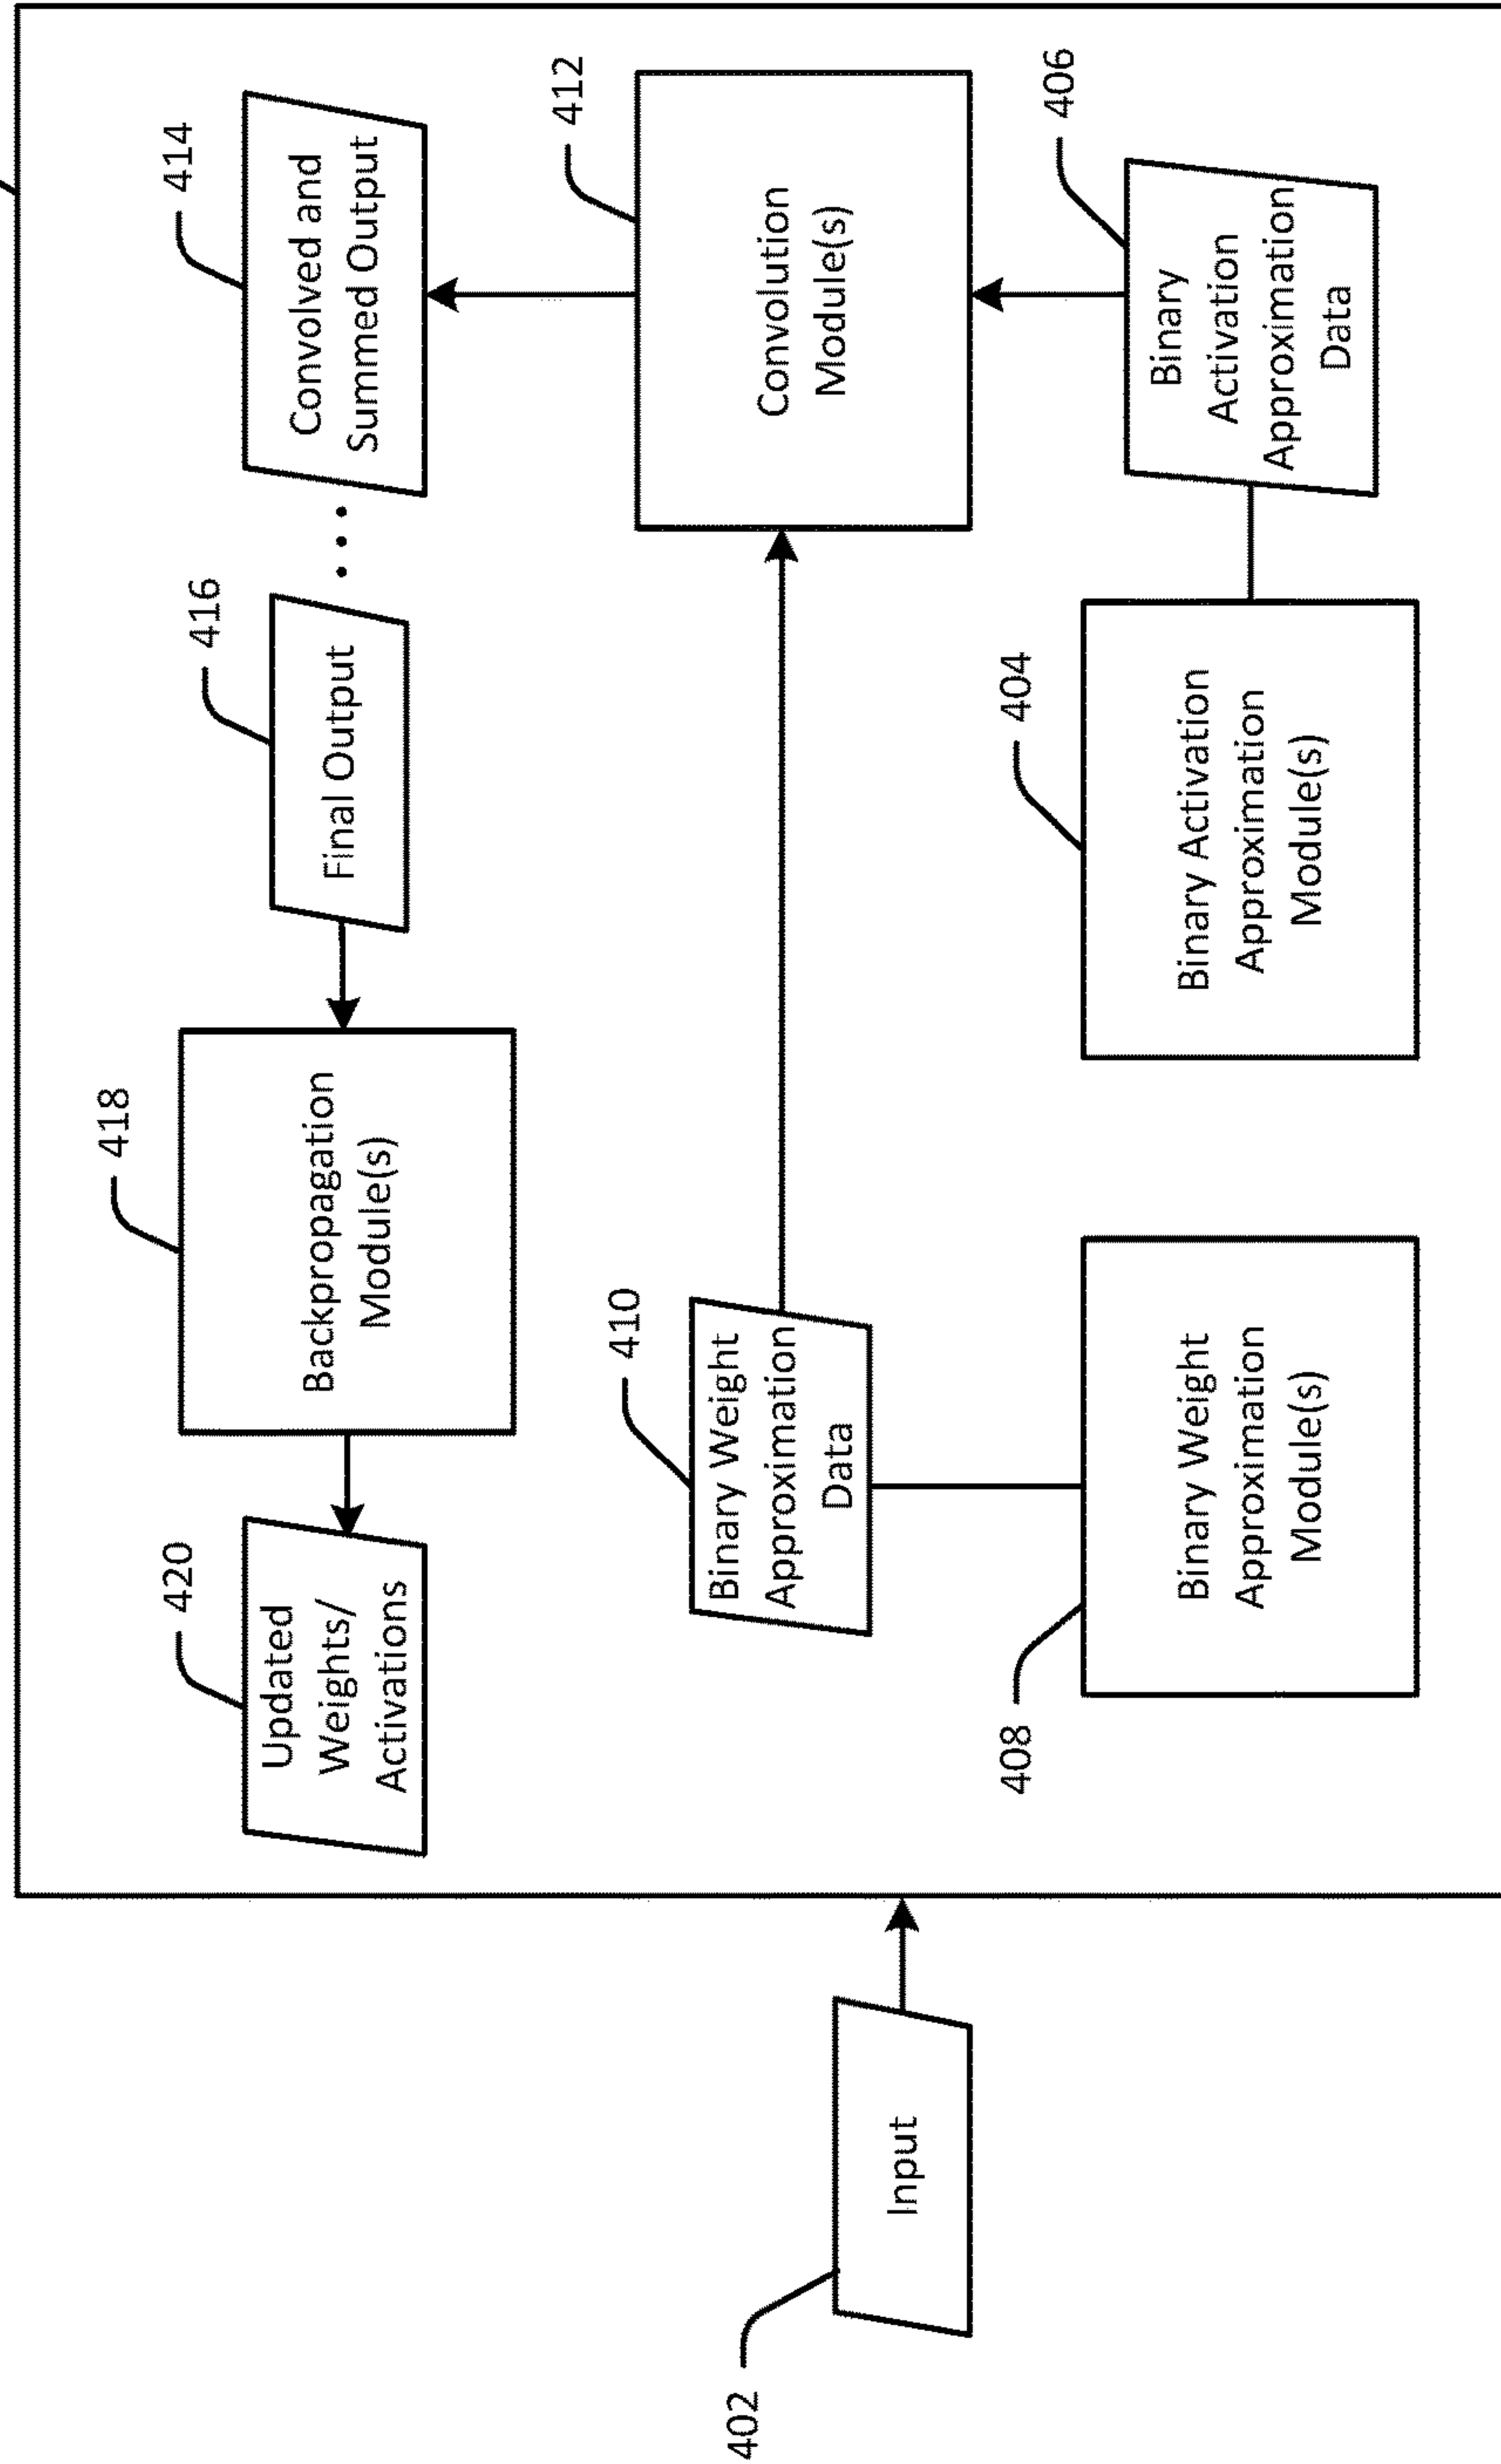 420
Updated
Weights/
Activations
418
Backpropagation
Module(s)
416
Final Output
414
Convolved and
Summed Output
410
Binary Weight
Approximation
Data
412
Convolution
Module(s)
402
Input
408
Binary Weight
Approximation
Module(s)
404
Binary Activation
Approximation
Module(s)
406
Binary
Activation
Approximation
Data